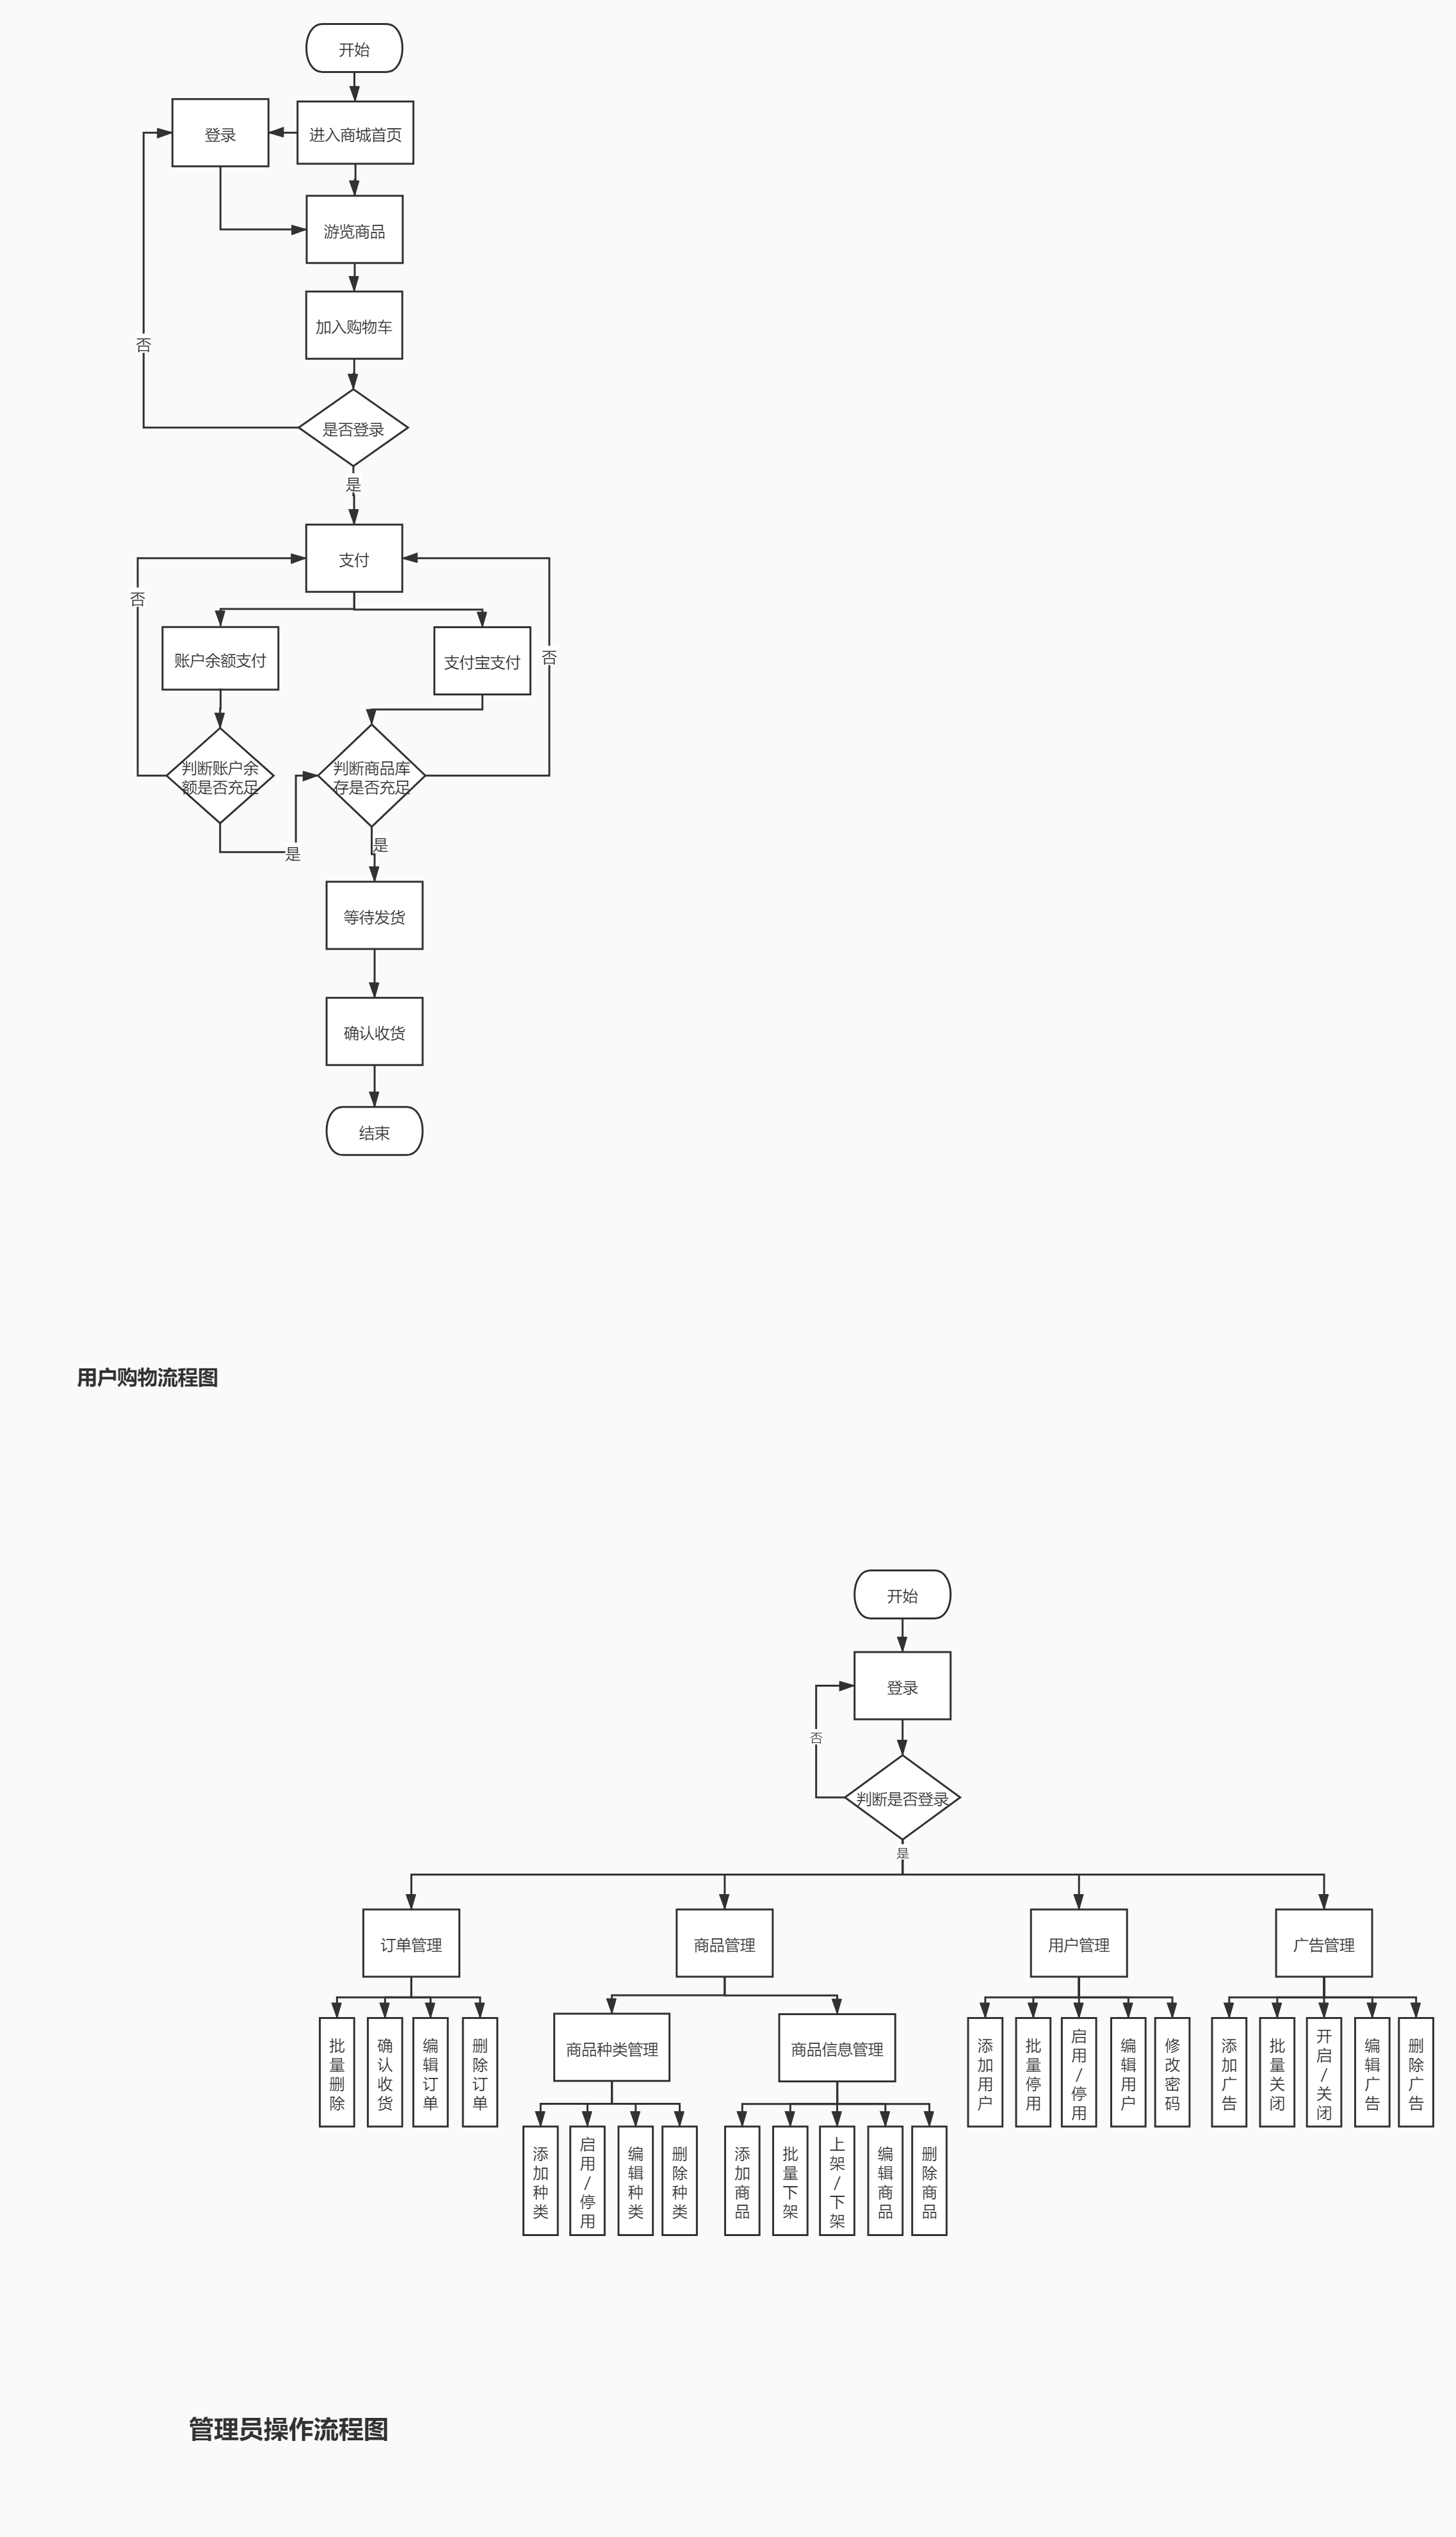 开始
登录
进入商城首页
游览商品
加入购物车
否
是否登录
是
支付
否
账户余额支付
支付宝支付
否
判断账户余
额是否充足
判断商品库
存是否充足
是
是
等待发货
确认收货
结束
用户购物流程图
开始
登录
否
判断是否登录
是
订单管理
商品管理
用户管理
广告管理
批量删除
确认收货
编辑订单
删除订单
商品种类管理
商品信息管理
添加用户
批量停用
启用/停用
编辑用户
修改密码
添加广告
批量关闭
开启/关闭
编辑广告
删除广告
添加种类
启用/停用
编辑种类
删除种类
添加商品
批量下架
上架/下架
编辑商品
删除商品
管理员操作流程图